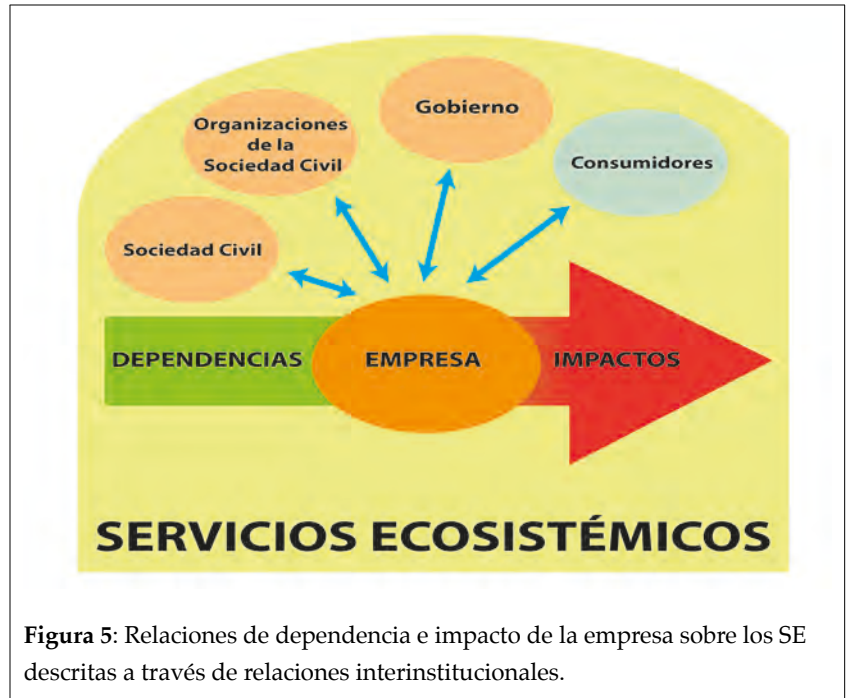 Gobierno
Organizaciones
de la
Sociedad Civil
Consumidores
Sociedad Civil
DEPENDENCIAS
EMPRESA
IMPACTOS
SERVICIOS ECOSISTÉMICOS
Figura 5: Relaciones de dependencia e impacto de la empresa sobre los SE
descritas a través de relaciones interinstitucionales.